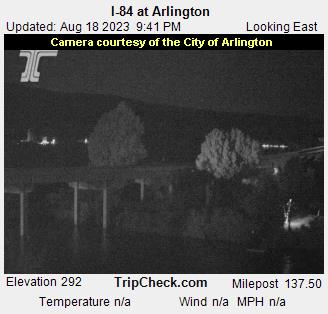 I-84 at Arlington
Updated: Aug 18 2023 9:41 PM Looking East
Camera courtesy of the City of Arlington
Elevation 292 TripCheck.com Milepost 137.50
Temperature n/a Wind n/a MPH n/a